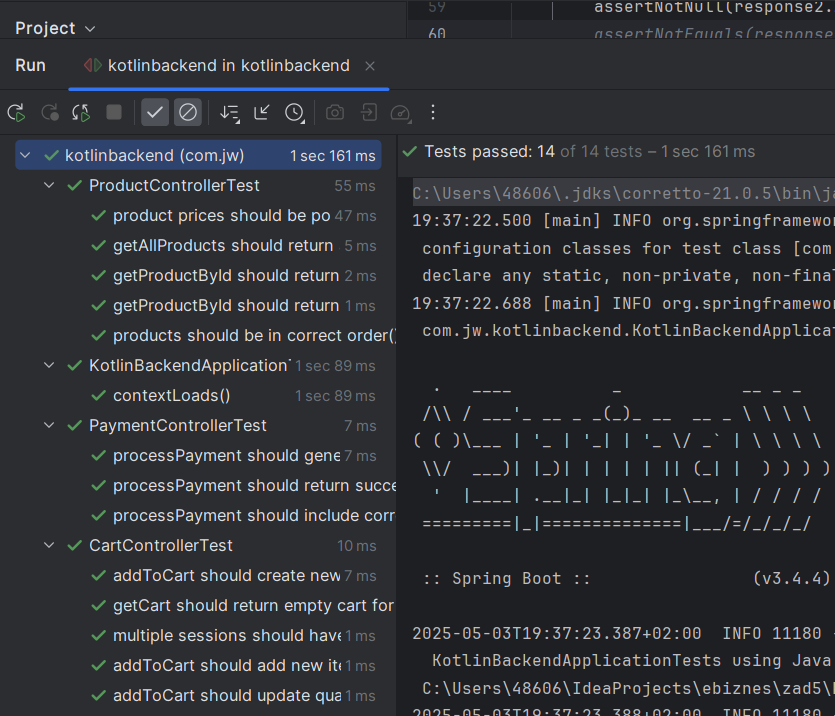 Project
59 assertNotNull(response2.
60 assertNotEquals(response
Run kotlinbackend in kotlinbackend
kotlinbackend (com.jw) 1 sec 161 ms
ProductControllerTest 55 ms
product prices should be po 47 ms
getAllProducts should return 5 ms
getProductById should return 2 ms
getProductById should return 1 ms
products should be in correct order()
KotlinBackendApplication 1 sec 89 ms
contextLoads() 1 sec 89 ms
PaymentControllerTest 7 ms
processPayment should gene 7 ms
processPayment should return succe
processPayment should include corr
CartControllerTest 10 ms
addToCart should create new 7 ms
getCart should return empty cart for
multiple sessions should have 1 ms
addToCart should add new ite 1 ms
addToCart should update qua 1 ms
Tests passed: 14 of 14 tests – 1 sec 161 ms
C:\Users\48606\.jdks\corretto-21.0.5\bin\ja
19:37:22.500 [main] INFO org.springframewor
configuration classes for test class [com
declare any static, non-private, non-final
19:37:22.688 [main] INFO org.springframewor
com.jw.kotlinbackend.KotlinBackendApplicat
  .   ____          _            __ _ _
 /\\ / ___'_ __ _ _(_)_ __  __ _ \ \ \ \
( ( )\___ | '_ | '_| | '_ \/ _` | \ \ \ \
 \\/  ___)| |_)| | | | | || (_| |  ) ) ) )
  '  |____| .__|_| |_|_| |_\__, | / / / /
 =========|_|==============|___/=/_/_/_/
:: Spring Boot :: (v3.4.4)
2025-05-03T19:37:23.387+02:00 INFO 11180 -
KotlinBackendApplicationTests using Java
C:\Users\48606\IdeaProjects\ebiznes\zad5\
2025-05-03T19:37:23.388+02:00 INFO 11180